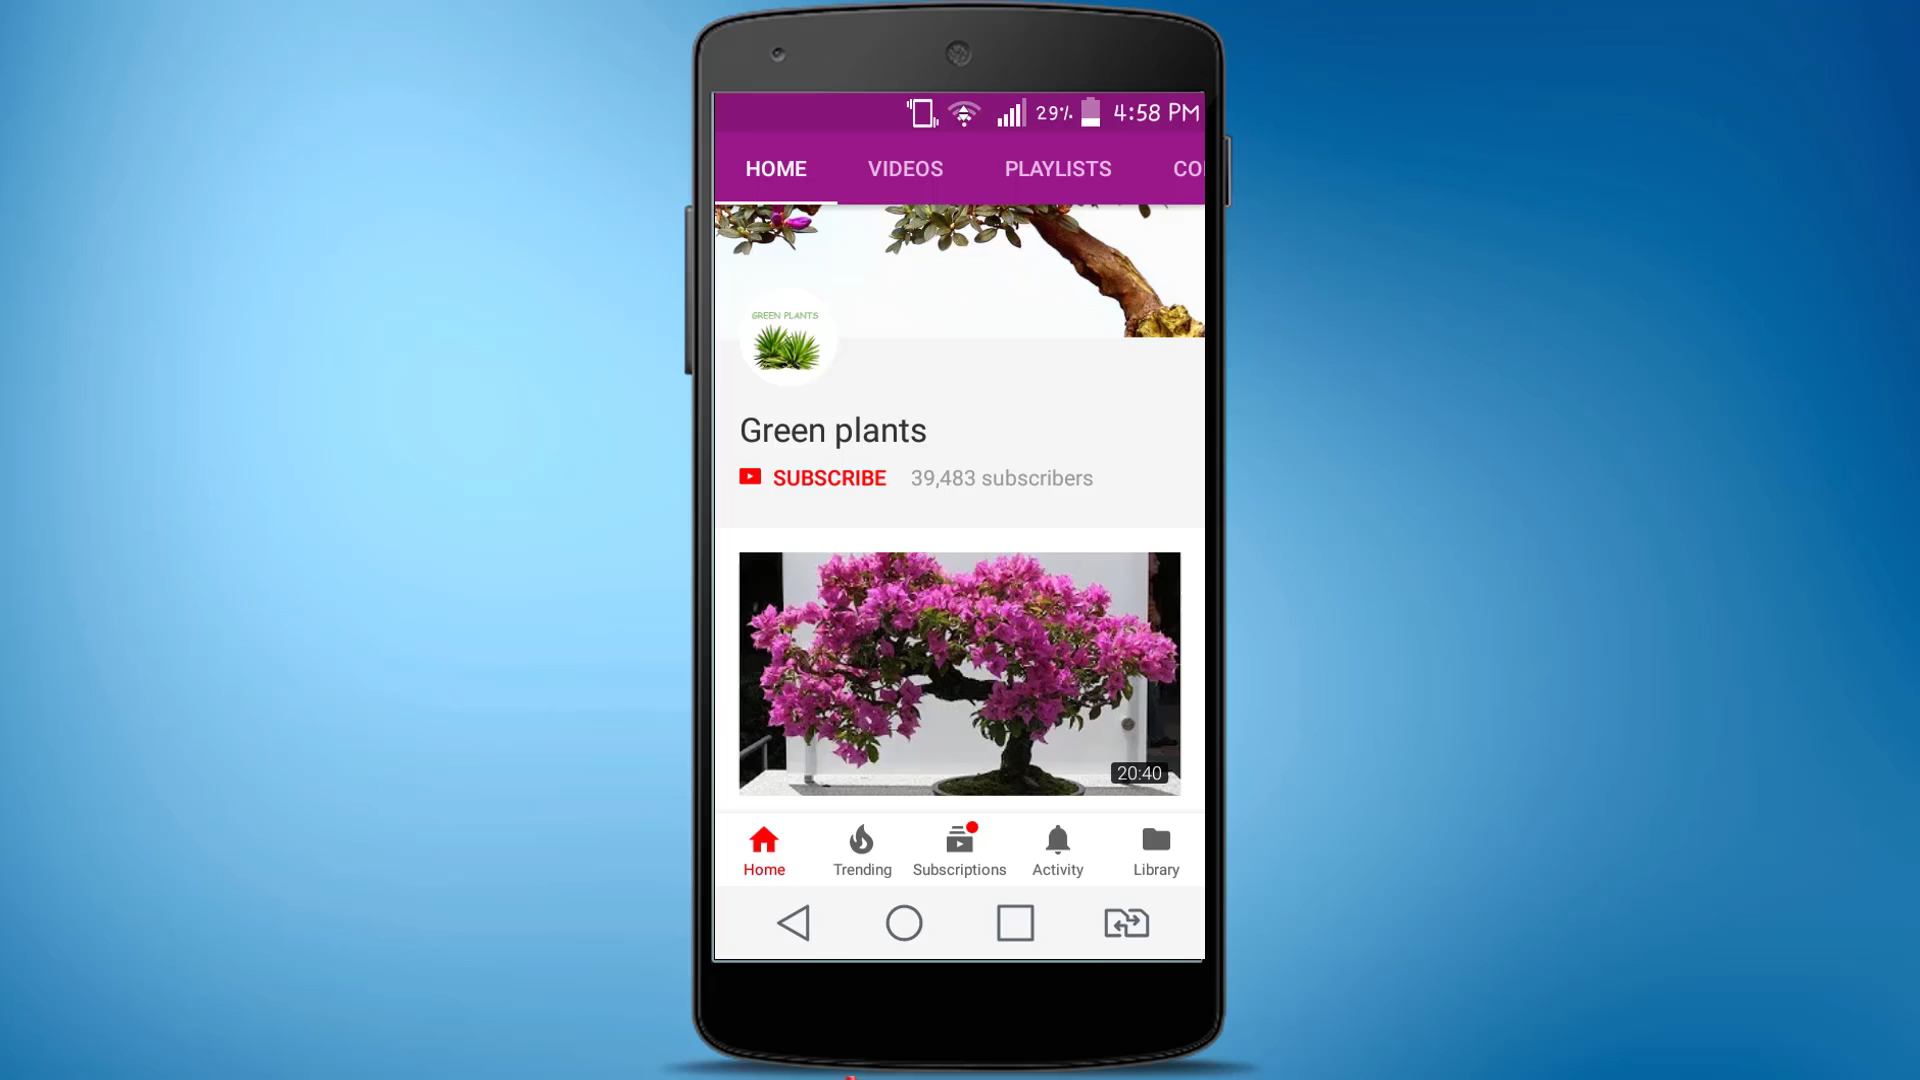 29% 4:58 PM
HOME VIDEOS PLAYLISTS CO
GREEN PLANTS
Green plants
SUBSCRIBE 39,483 subscribers
20:40
Home Trending Subscriptions Activity Library